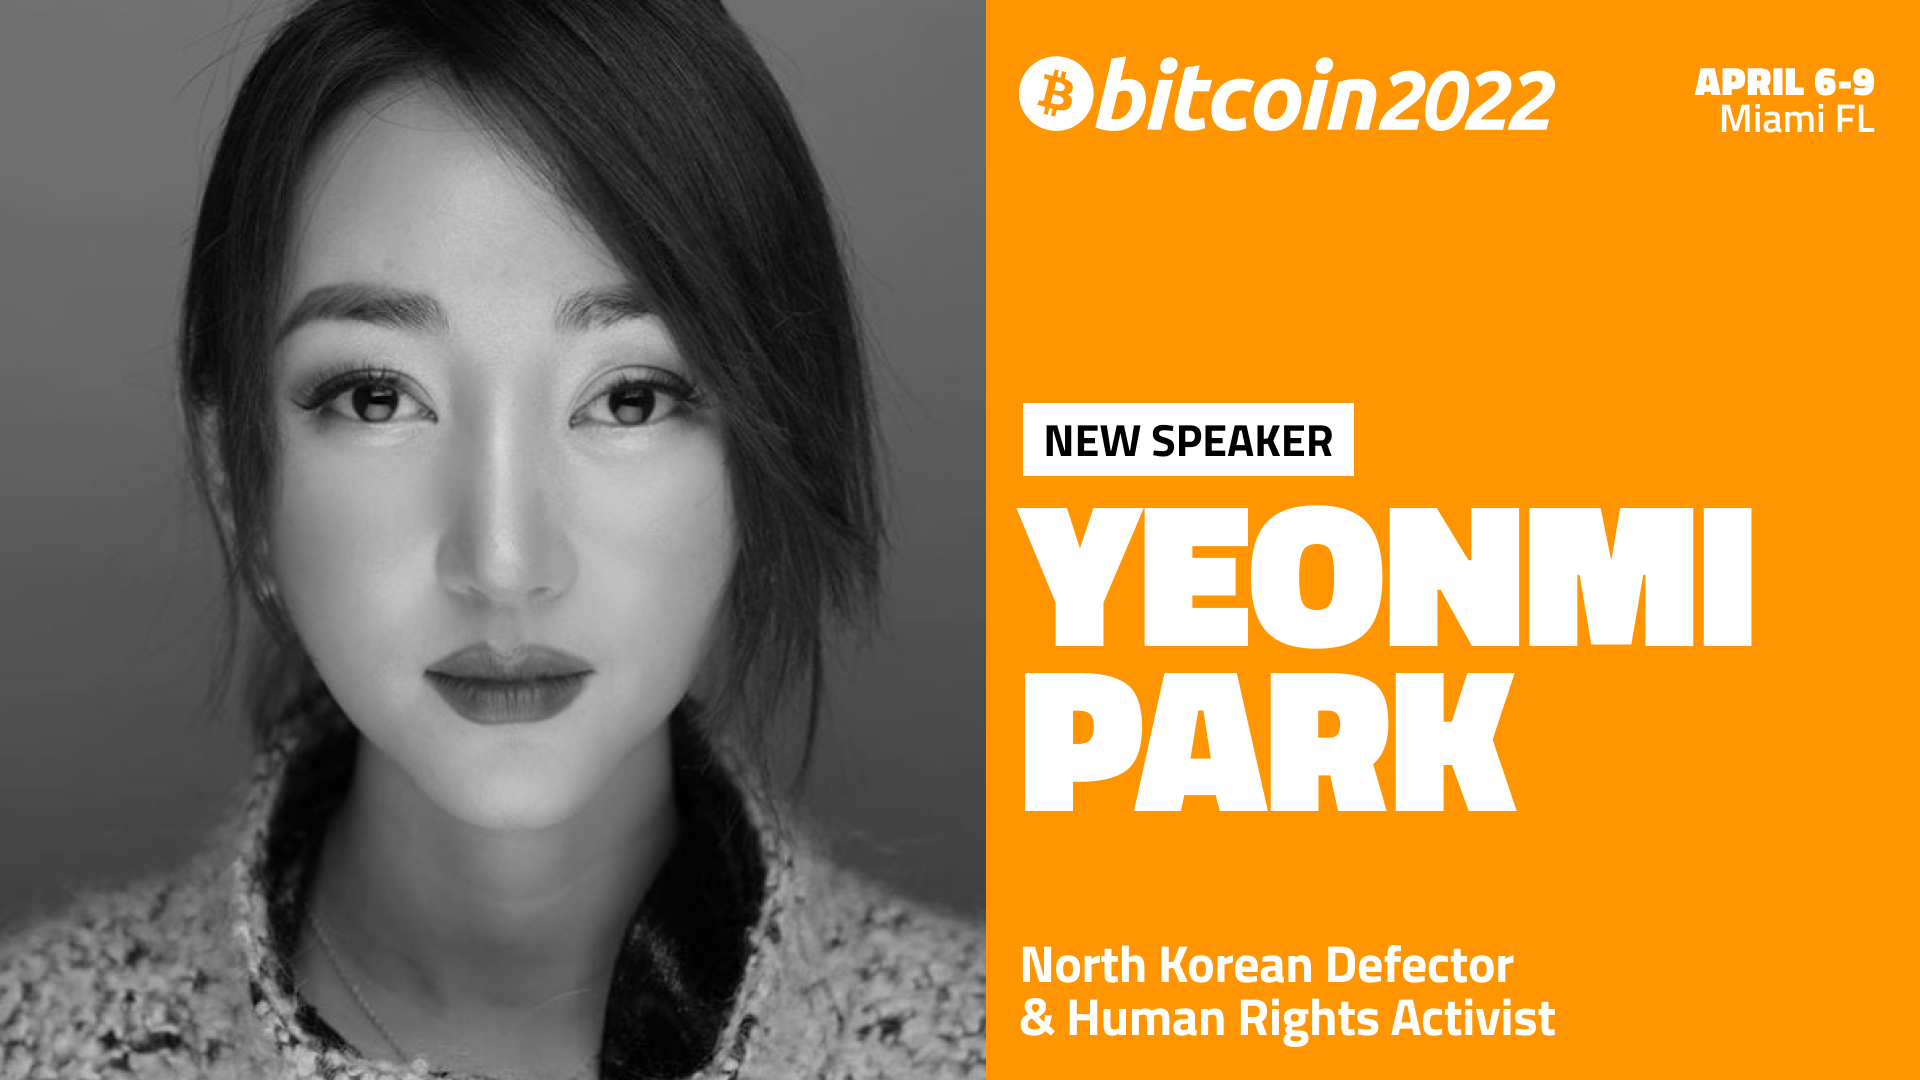 bitcoin2022
APRIL 6-9
Miami FL
NEW SPEAKER
YEONMI
PARK
North Korean Defector
& Human Rights Activist